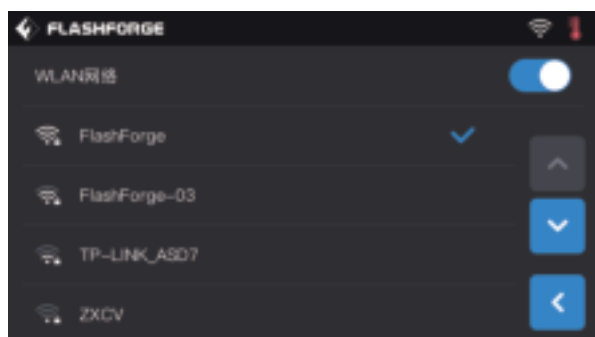 FLASHFORGE
WLAN网络
FlashForge
FlashForge-03
TP-LINK_ASD7
ZXCV